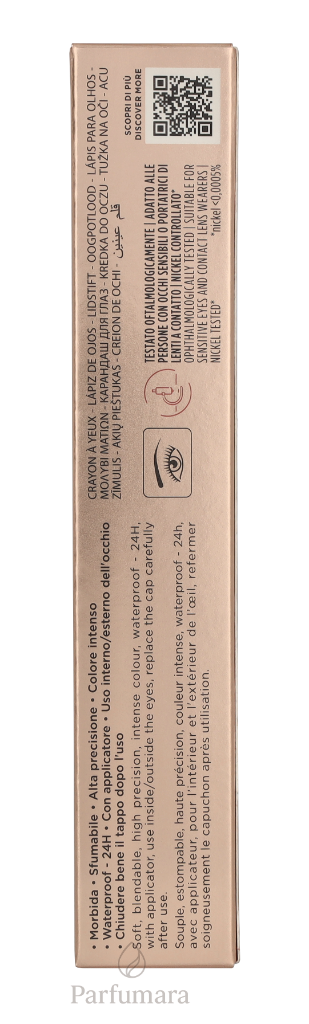 • Morbida • Sfumabile • Alta precisione • Colore intenso
• Waterproof - 24H • Con applicatore • Uso interno/esterno dell'occhio
• Chiudere bene il tappo dopo l'uso
Soft, blendable, high precision, intense colour, waterproof - 24H,
with applicator, use inside/outside the eyes, replace the cap carefully
after use.
Souple, estompable, haute précision, couleur intense, waterproof - 24h,
avec applicateur, pour l'intérieur et l'extérieur de l'œil, refermer
soigneusement le capuchon après utilisation.
CRAYON À YEUX - LÁPIZ DE OJOS - LIDSTIFT - OOGPOTLOOD - LÁPIS PARA OLHOS -
ΜΟΛΥΒΙ ΜΑΤΙΩΝ - КАРАНДАШ ДЛЯ ГЛАЗ - KREDKA DO OCZU - TUŽKA NA OČI - ACU
ZĪMULIS - AKIŲ PIEŠTUKAS - CREION DE OCHI - قلم عينين
TESTATO OFTALMOLOGICAMENTE | ADATTO ALLE
PERSONE CON OCCHI SENSIBILI O PORTATRICI DI
LENTI A CONTATTO | NICKEL CONTROLLATO*
OPHTHALMOLOGICALLY TESTED | SUITABLE FOR
SENSITIVE EYES AND CONTACT LENS WEARERS |
NICKEL TESTED*
*nickel <0,0005%
SCOPRI DI PIÙ
DISCOVER MORE
Parfumara